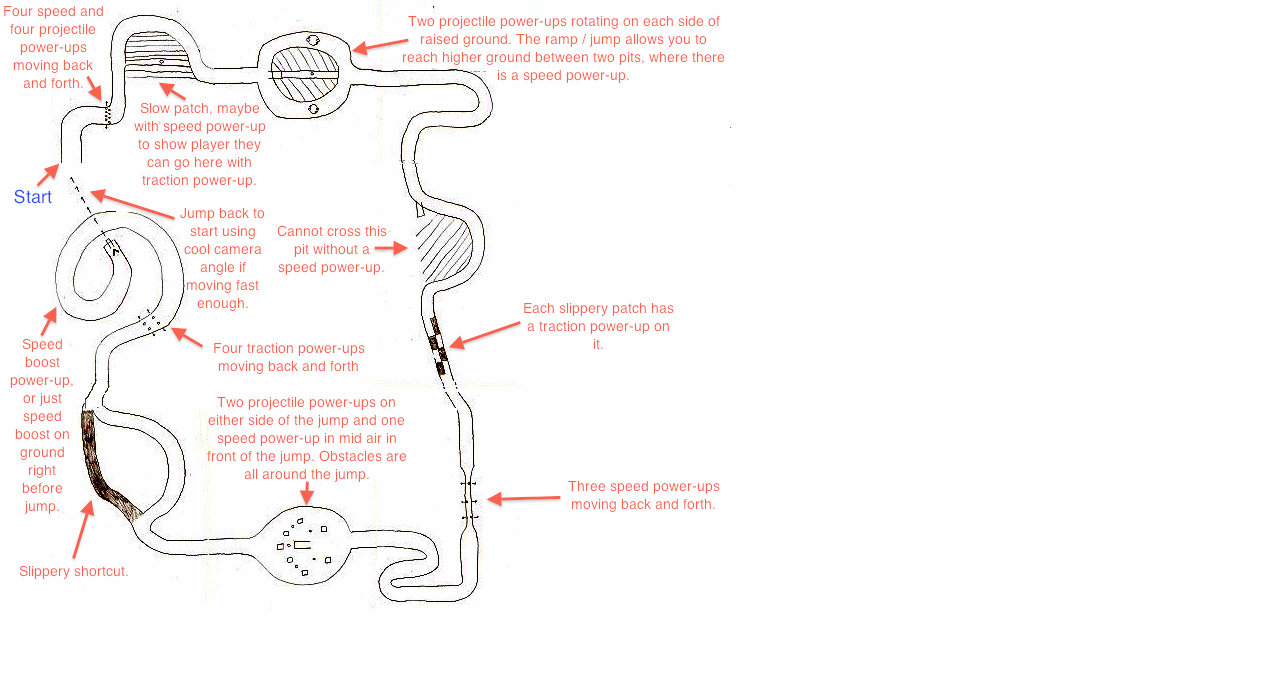 Four speed and
four projectile
power-ups
moving back
and forth.
Two projectile power-ups rotating on each side of
raised ground. The ramp / jump allows you to
reach higher ground between two pits, where there
is a speed power-up.
Slow patch, maybe
with speed power-up
to show player they
can go here with
traction power-up.
Start
Jump back to
start using
cool camera
angle if
moving fast
enough.
Cannot cross this
pit without a
speed power-up.
Each slippery patch has
a traction power-up on
it.
Speed
boost
power-up,
or just
speed
boost on
ground
right
before
jump.
Four traction power-ups
moving back and forth
Two projectile power-ups on
either side of the jump and one
speed power-up in mid air in
front of the jump. Obstacles are
all around the jump.
Three speed power-ups
moving back and forth.
Slippery shortcut.